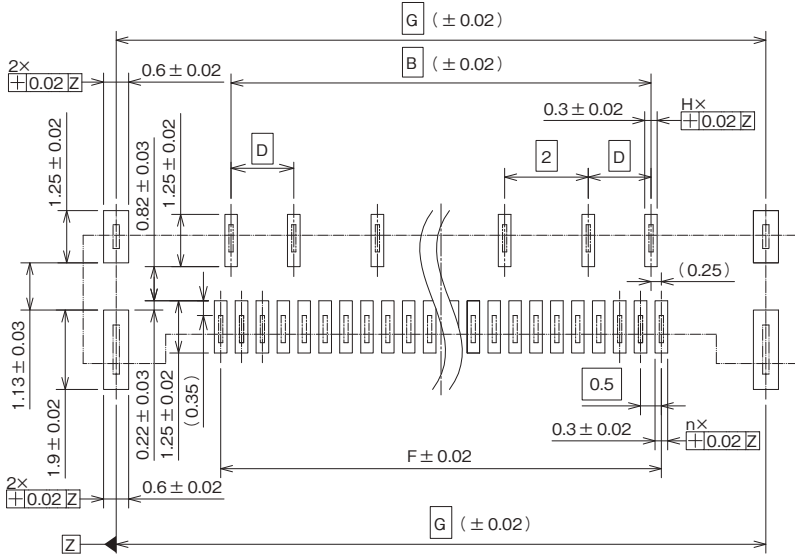 G (±0.02)
2×
⌖ 0.02 Z
0.6±0.02
B (±0.02)
0.3±0.02
H×
⌖ 0.02 Z
1.25±0.02
0.82±0.03
1.25±0.02
D
2
D
(0.25)
1.13±0.03
1.9±0.02
0.22±0.03
1.25±0.02
(0.35)
0.5
0.3±0.02
n×
⌖ 0.02 Z
F±0.02
2×
⌖ 0.02 Z
0.6±0.02
Z
G (±0.02)